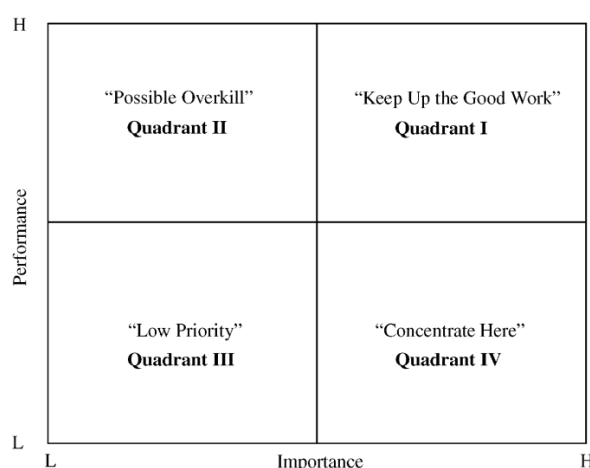 H
“Possible Overkill”
Quadrant II
“Keep Up the Good Work”
Quadrant I
Performance
“Low Priority”
Quadrant III
“Concentrate Here”
Quadrant IV
L
L
Importance
H